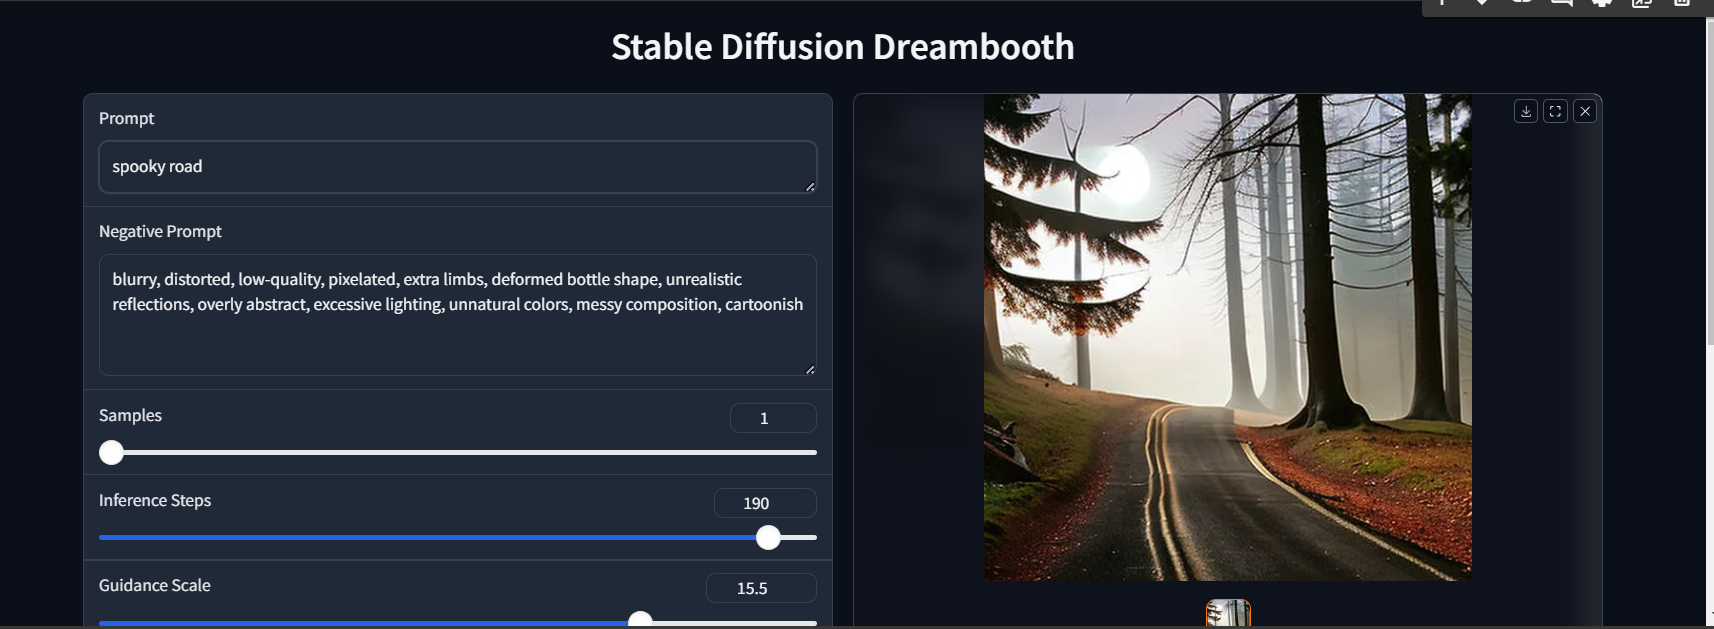 Stable Diffusion Dreambooth
Prompt
spooky road
Negative Prompt
blurry, distorted, low-quality, pixelated, extra limbs, deformed bottle shape, unrealistic
reflections, overly abstract, excessive lighting, unnatural colors, messy composition, cartoonish
Samples
1
Inference Steps
190
Guidance Scale
15.5